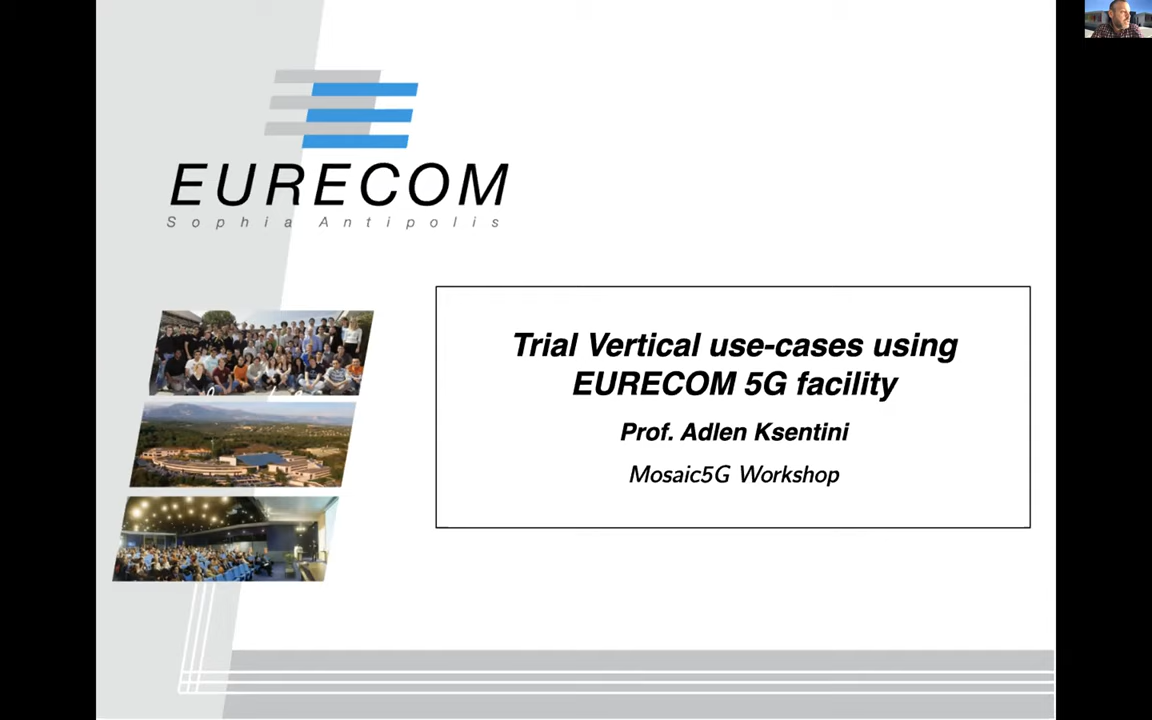 EURECOM
Sophia Antipolis
Trial Vertical use-cases using
EURECOM 5G facility
Prof. Adlen Ksentini
Mosaic5G Workshop